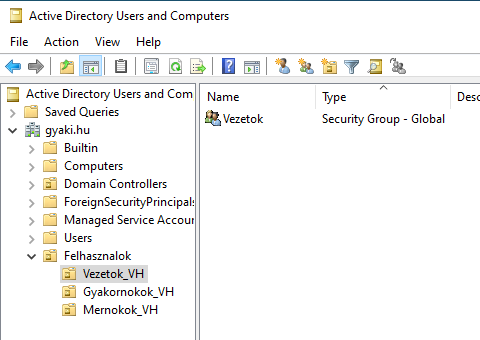 Active Directory Users and Computers
File Action View Help
Active Directory Users and Com
Saved Queries
gyaki.hu
Builtin
Computers
Domain Controllers
ForeignSecurityPrincipals
Managed Service Accour
Users
Felhasznalok
Vezetok_VH
Gyakornokok_VH
Mernokok_VH
Name Type Desc
Vezetok Security Group - Global